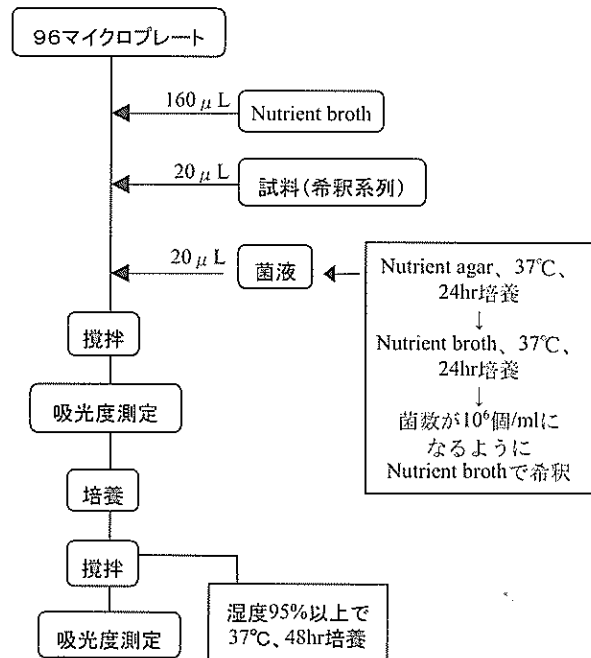 96マイクロプレート
160μL
Nutrient broth
20μL
試料(希釈系列)
20μL
菌液
Nutrient agar、37℃、
24hr培養
↓
Nutrient broth、37℃、
24hr培養
↓
菌数が10⁶個/mlに
なるように
Nutrient brothで希釈
撹拌
吸光度測定
培養
撹拌
湿度95%以上で
37℃、48hr培養
吸光度測定